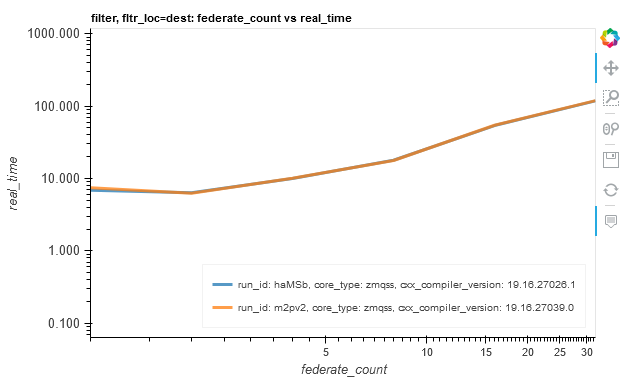 filter, fltr_loc=dest: federate_count vs real_time
1000.000
100.000
10.000
1.000
0.100
real_time
run_id: haMSb, core_type: zmqss, cxx_compiler_version: 19.16.27026.1
run_id: m2pv2, core_type: zmqss, cxx_compiler_version: 19.16.27039.0
5 10 15 20 25 30
federate_count